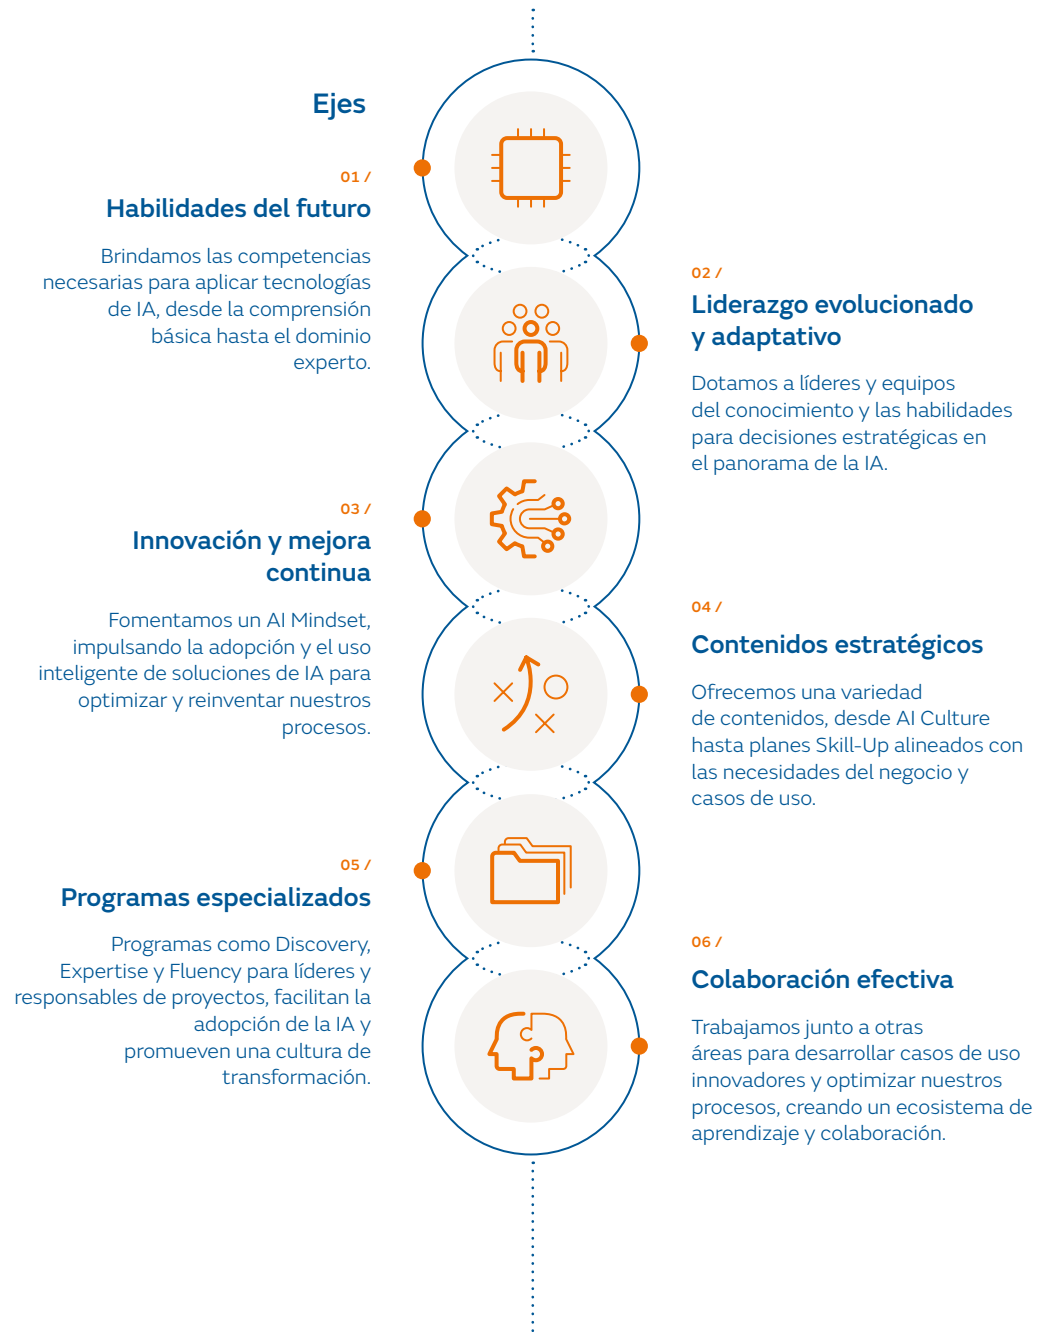 Ejes
01 /
Habilidades del futuro
Brindamos las competencias
necesarias para aplicar tecnologías
de IA, desde la comprensión
básica hasta el dominio
experto.
02 /
Liderazgo evolucionado
y adaptativo
Dotamos a líderes y equipos
del conocimiento y las habilidades
para decisiones estratégicas en
el panorama de la IA.
03 /
Innovación y mejora
continua
Fomentamos un AI Mindset,
impulsando la adopción y el uso
inteligente de soluciones de IA para
optimizar y reinventar nuestros
procesos.
04 /
Contenidos estratégicos
Ofrecemos una variedad
de contenidos, desde AI Culture
hasta planes Skill-Up alineados con
las necesidades del negocio y
casos de uso.
05 /
Programas especializados
Programas como Discovery,
Expertise y Fluency para líderes y
responsables de proyectos, facilitan la
adopción de la IA y
promueven una cultura de
transformación.
06 /
Colaboración efectiva
Trabajamos junto a otras
áreas para desarrollar casos de uso
innovadores y optimizar nuestros
procesos, creando un ecosistema de
aprendizaje y colaboración.